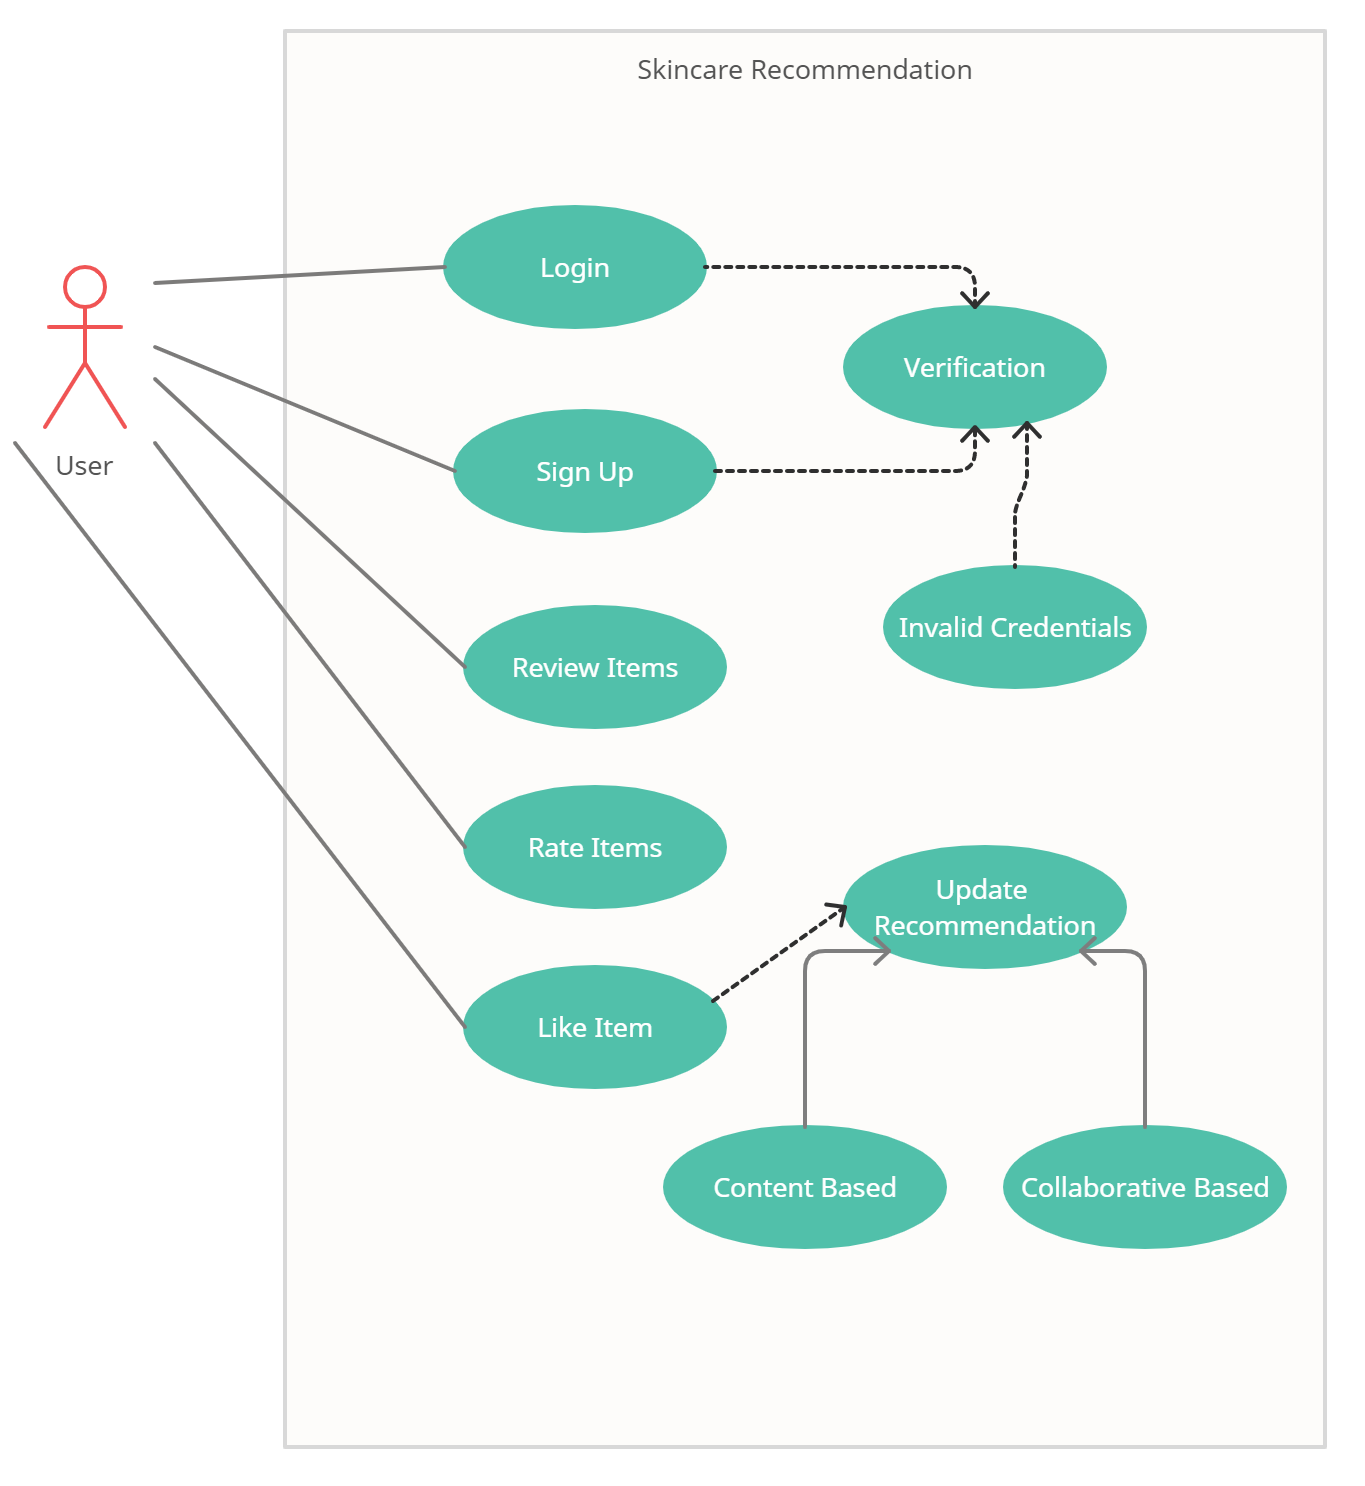 Skincare Recommendation
Login
Verification
User
Sign Up
Invalid Credentials
Review Items
Rate Items
Update
Recommendation
Like Item
Content Based
Collaborative Based